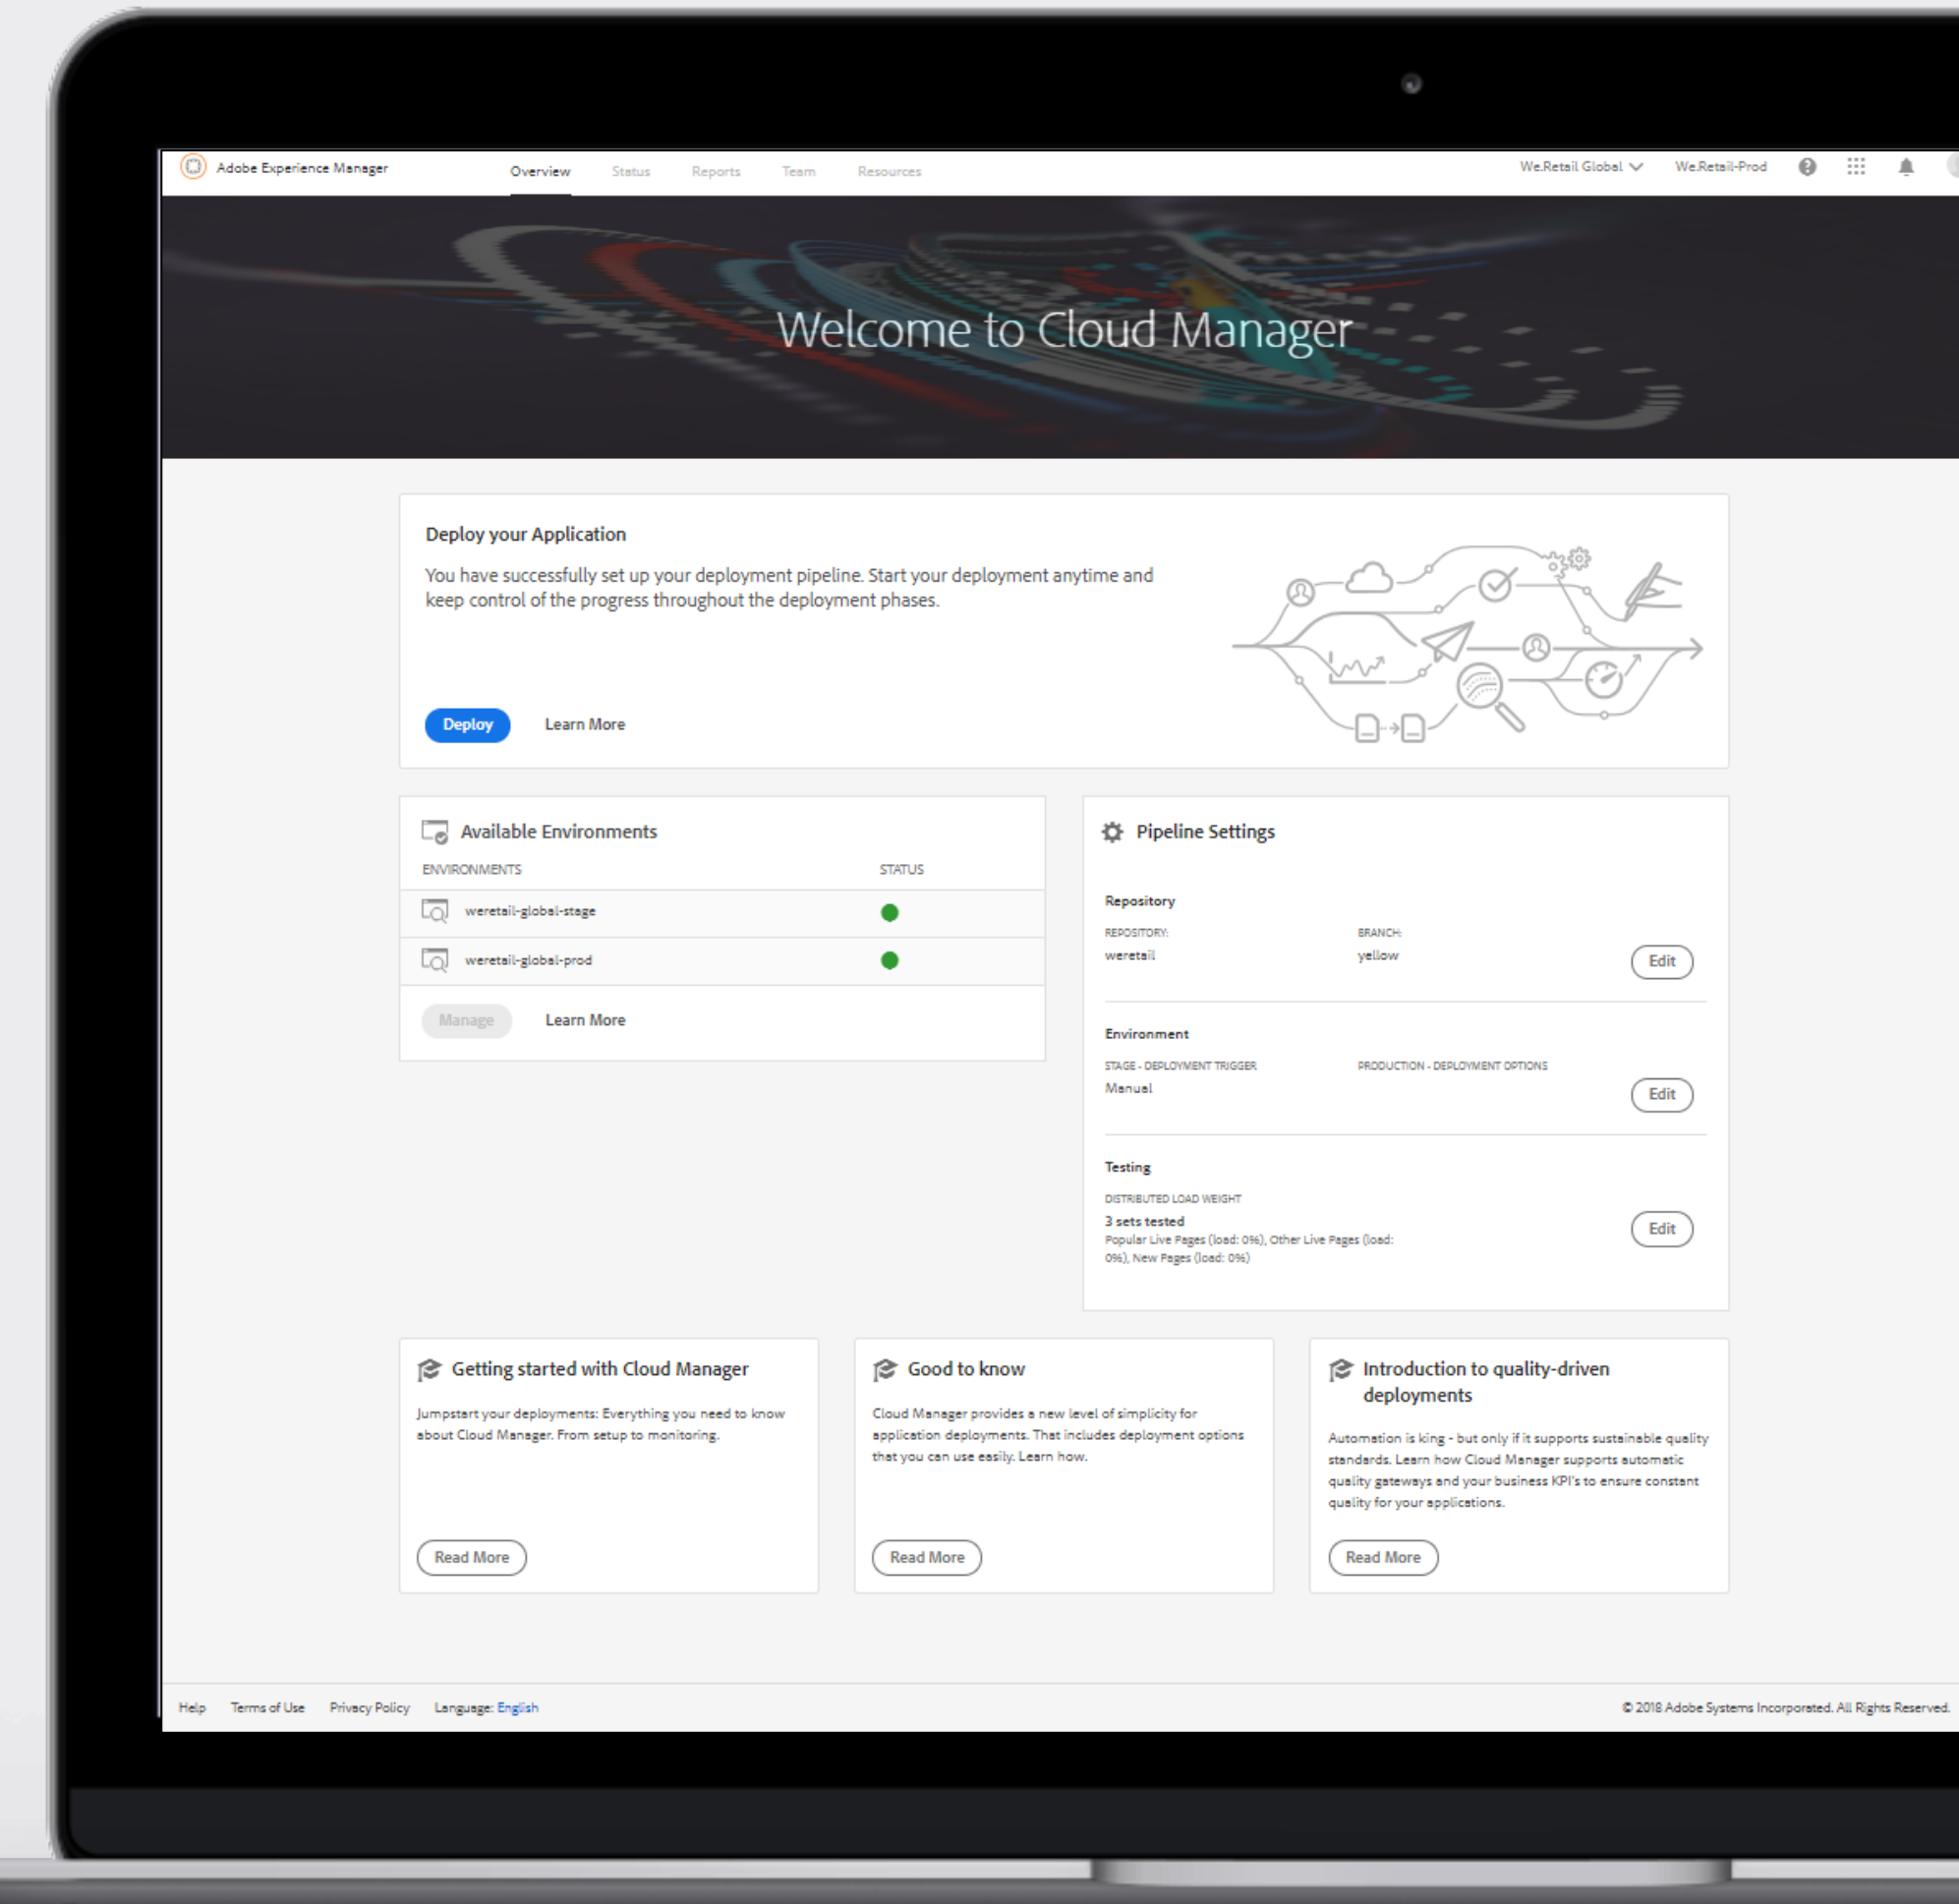 Adobe Experience Manager
Overview
Status
Reports
Team
Resources
We.Retail Global
We.Retail-Prod
Welcome to Cloud Manager
Deploy your Application
You have successfully set up your deployment pipeline. Start your deployment anytime and
keep control of the progress throughout the deployment phases.
Deploy
Learn More
Available Environments
ENVIRONMENTS
STATUS
weretail-global-stage
weretail-global-prod
Manage
Learn More
Pipeline Settings
Repository
REPOSITORY:
BRANCH:
weretail
yellow
Edit
Environment
STAGE - DEPLOYMENT TRIGGER
PRODUCTION - DEPLOYMENT OPTIONS
Manual
Edit
Testing
DISTRIBUTED LOAD WEIGHT
3 sets tested
Popular Live Pages (load: 0%), Other Live Pages (load:
0%), New Pages (load: 0%)
Edit
Getting started with Cloud Manager
Jumpstart your deployments: Everything you need to know
about Cloud Manager. From setup to monitoring.
Read More
Good to know
Cloud Manager provides a new level of simplicity for
application deployments. That includes deployment options
that you can use easily. Learn how.
Read More
Introduction to quality-driven
deployments
Automation is king - but only if it supports sustainable quality
standards. Learn how Cloud Manager supports automatic
quality gateways and your business KPI's to ensure constant
quality for your applications.
Read More
Help
Terms of Use
Privacy Policy
Language: English
© 2018 Adobe Systems Incorporated. All Rights Reserved.